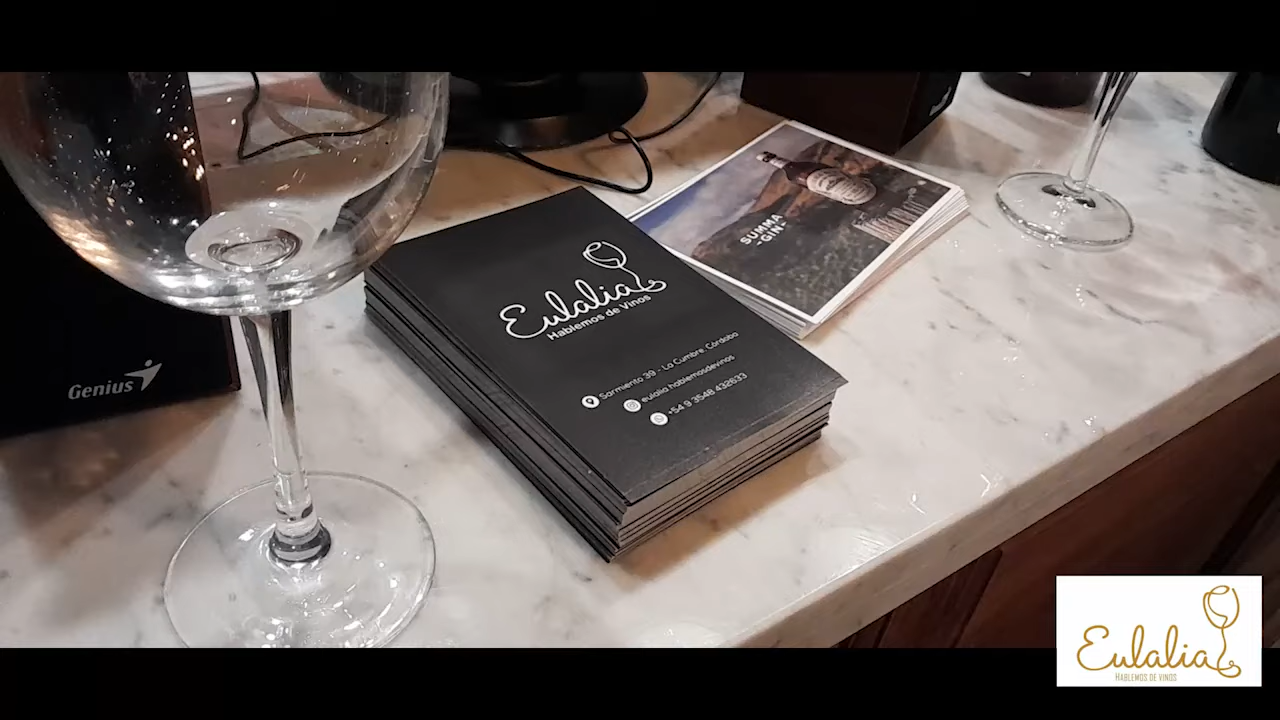 Genius
SUMMA
-GIN-
Eulalia
Hablemos de Vinos
Sarmiento 39 - La Cumbre, Córdoba
eulalia.hablemosdevinos
+54 9 3548 432633
Eulalia
HABLEMOS DE VINOS